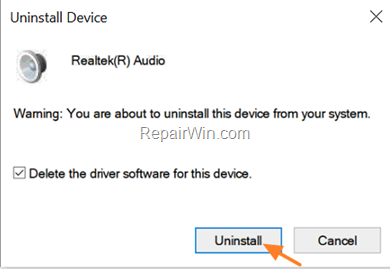 Uninstall Device
Realtek(R) Audio
Warning: You are about to uninstall this device from your system.
RepairWin.com
Delete the driver software for this device.
Uninstall
Cancel